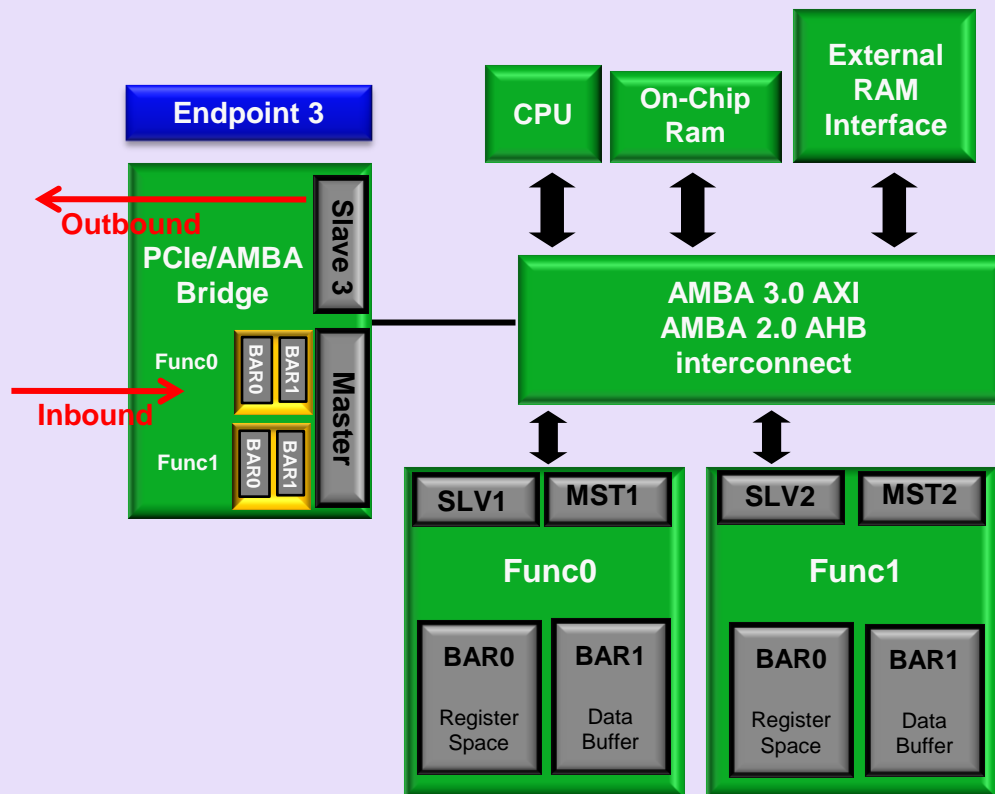 Endpoint 3
CPU
On-Chip
Ram
External
RAM
Interface
Outbound
PCIe/AMBA
Bridge
Slave 3
Func0
BAR0
BAR1
Inbound
Func1
BAR0
BAR1
Master
AMBA 3.0 AXI
AMBA 2.0 AHB
interconnect
SLV1
MST1
Func0
BAR0
Register
Space
BAR1
Data
Buffer
SLV2
MST2
Func1
BAR0
Register
Space
BAR1
Data
Buffer